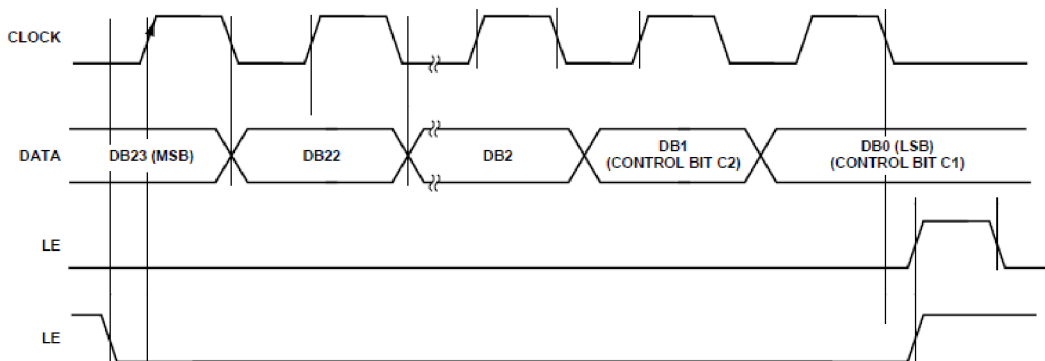 CLOCK
DATA
DB23 (MSB)
DB22
DB2
DB1
(CONTROL BIT C2)
DB0 (LSB)
(CONTROL BIT C1)
LE
LE